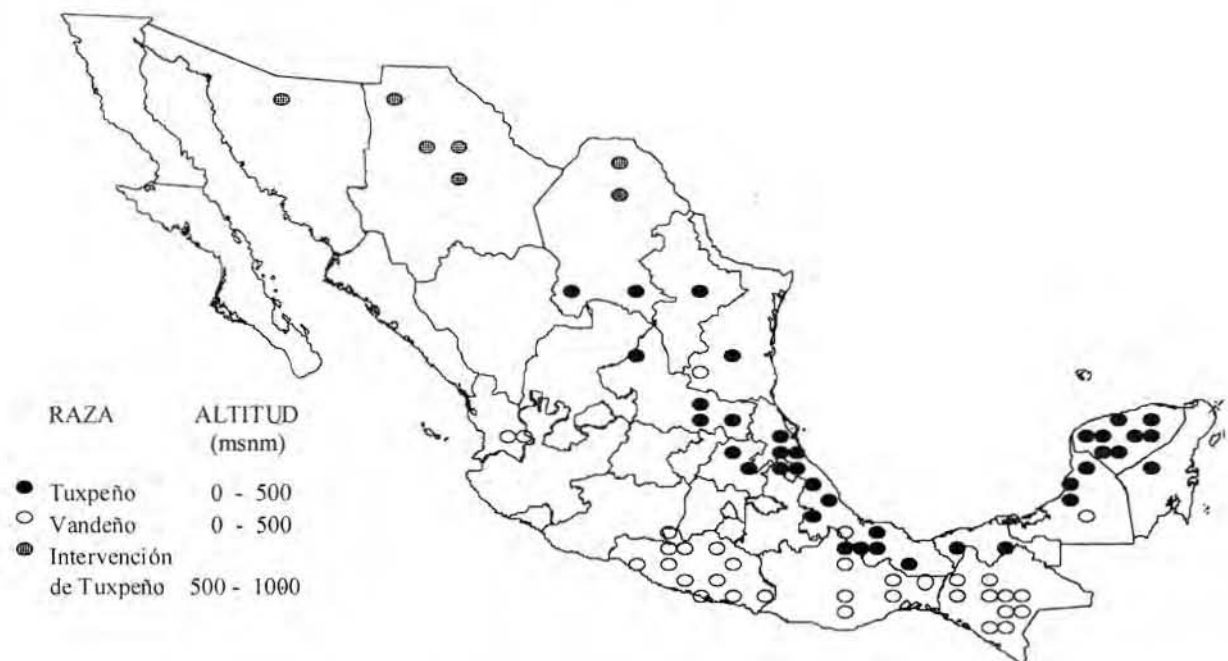 RAZA ALTITUD
(msnm)
Tuxpeño 0 - 500
Vandeño 0 - 500
Intervención
de Tuxpeño 500 - 1000